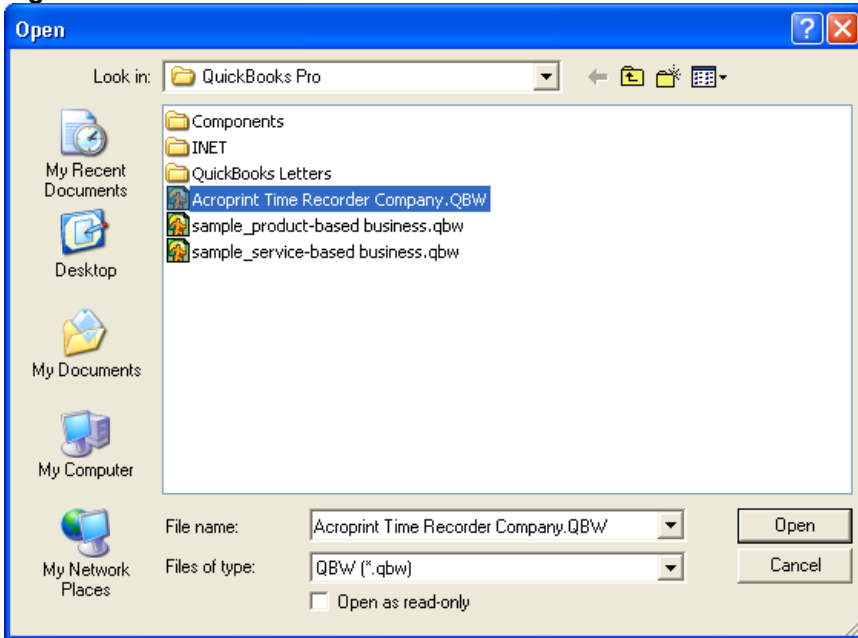 Open
Look in: QuickBooks Pro
Components
INET
QuickBooks Letters
Acroprint Time Recorder Company.QBW
sample_product-based business.qbw
sample_service-based business.qbw
My Recent
Documents
Desktop
My Documents
My Computer
My Network
Places
File name: Acroprint Time Recorder Company.QBW Open
Files of type: QBW (*.qbw) Cancel
Open as read-only